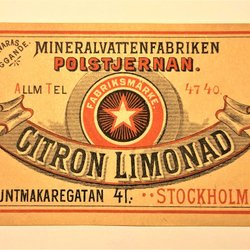 MINERALVATTENFABRIKEN
POLSTJERNAN.
ALLM TEL 47 40.
FABRIKSMÄRKE.
CITRON LIMONAD
UNTMAKAREGATAN 41. STOCKHOLM